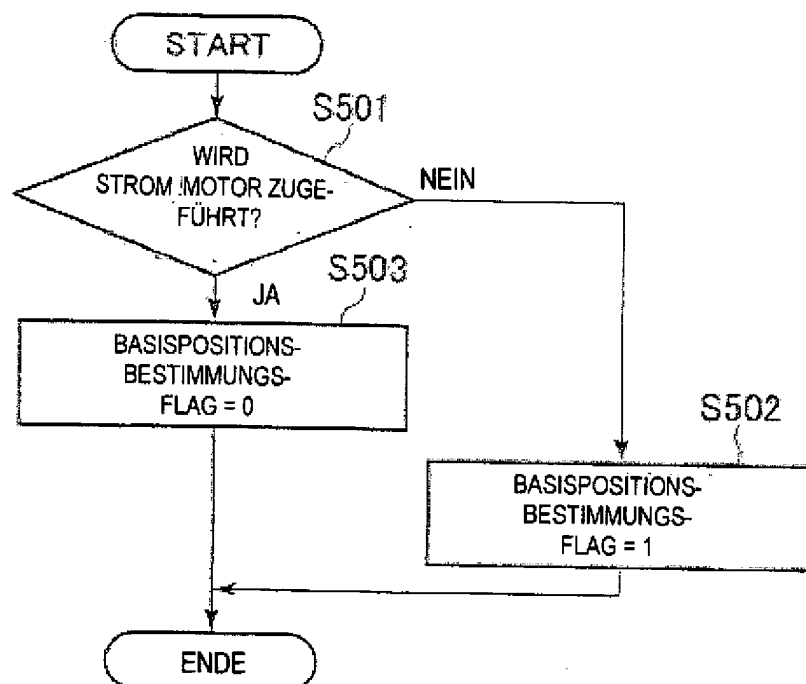 START
S501
WIRD
STROM MOTOR ZUGE-
FÜHRT?
NEIN
JA
S503
BASISPOSITIONS-
BESTIMMUNGS-
FLAG = 0
S502
BASISPOSITIONS-
BESTIMMUNGS-
FLAG = 1
ENDE